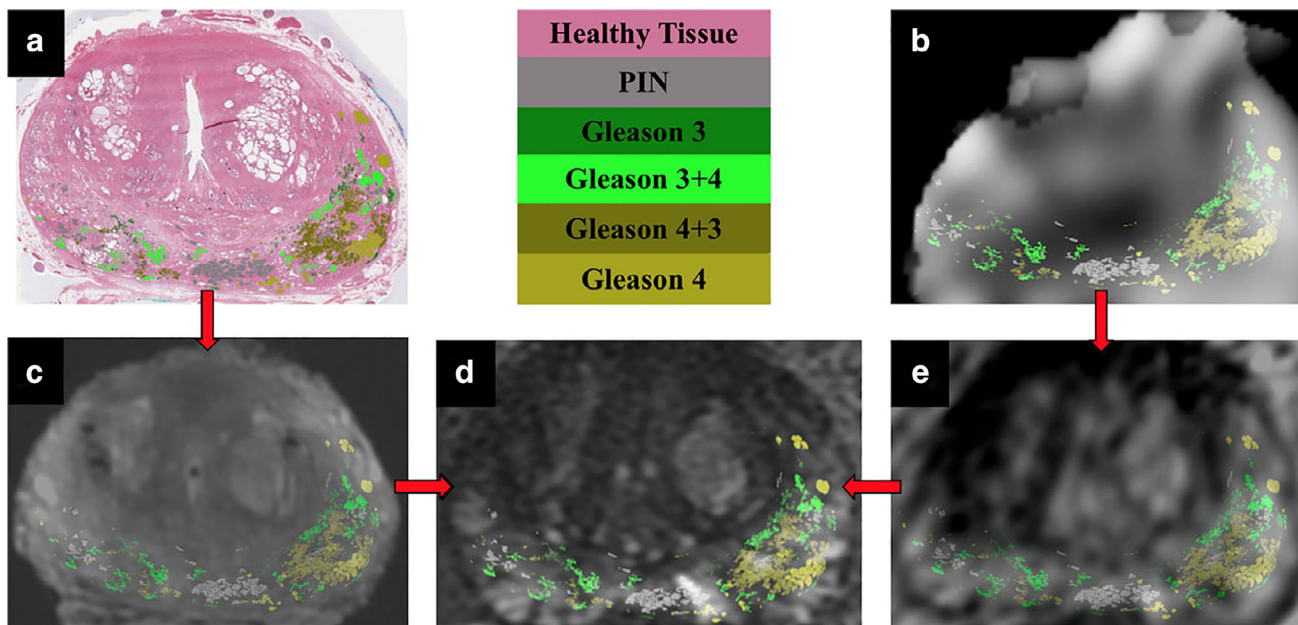 a
Healthy Tissue
PIN
Gleason 3
Gleason 3+4
Gleason 4+3
Gleason 4
b
c
d
e